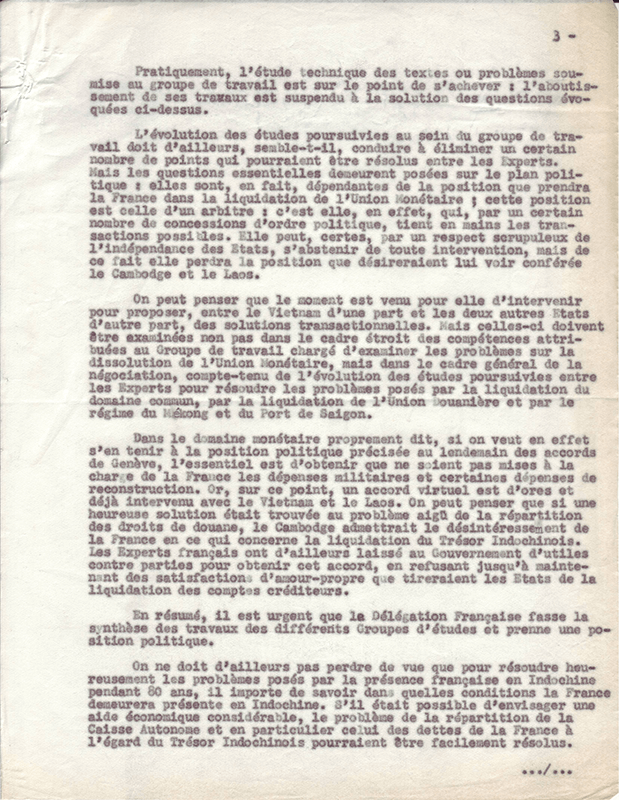 3 -
Pratiquement, l'étude technique des textes ou problèmes sou-
mise au groupe de travail est sur le point de s'achever : l'aboutis-
sement de ses travaux est suspendu à la solution des questions évo-
quées ci-dessus.
L'évolution des études poursuivies au sein du groupe de tra-
vail doit d'ailleurs, semble-t-il, conduire à éliminer un certain
nombre de points qui pourraient être résolus entre les Experts.
Mais les questions essentielles demeurent posées sur le plan poli-
tique : elles sont, en fait, dépendantes de la position que prendra
la France dans la liquidation de l'Union Monétaire ; cette position
est celle d'un arbitre : c'est elle, en effet, qui, par un certain
nombre de concessions d'ordre politique, tient en mains les tran-
sactions possibles. Elle peut, certes, par un respect scrupuleux de
l'indépendance des Etats, s'abstenir de toute intervention, mais de
ce fait elle perdra la position que désireraient lui voir conférée
le Cambodge et le Laos.
On peut penser que le moment est venu pour elle d'intervenir
pour proposer, entre le Vietnam d'une part et les deux autres Etats
d'autre part, des solutions transactionnelles. Mais celles-ci doivent
être examinées non pas dans le cadre étroit des compétences attri-
buées au Groupe de travail chargé d'examiner les problèmes sur la
dissolution de l'Union Monétaire, mais dans le cadre général de la
négociation, compte-tenu de l'évolution des études poursuivies entre
les Experts pour résoudre les problèmes posés par la liquidation du
domaine commun, par la liquidation de l'Union Douanière et par le
régime du Mékong et du Port de Saigon.
Dans le domaine monétaire proprement dit, si on veut en effet
s'en tenir à la position politique précisée au lendemain des accords
de Genève, l'essentiel est d'obtenir que ne soient pas mises à la
charge de la France les dépenses militaires et certaines dépenses de
reconstruction. Or, sur ce point, un accord virtuel est d'ores et
déjà intervenu avec le Vietnam et le Laos. On peut penser que si une
heureuse solution était trouvée au problème aigü de la répartition
des droits de douane, le Cambodge admettrait le désintéressement de
la France en ce qui concerne la liquidation du Trésor Indochinois.
Les Experts français ont d'ailleurs laissé au Gouvernement d'utiles
contre parties pour obtenir cet accord, en refusant jusqu'à mainte-
nant des satisfactions d'amour-propre que tireraient les Etats de la
liquidation des comptes créditeurs.
En résumé, il est urgent que la Délégation Française fasse la
synthèse des travaux des différents Groupes d'études et prenne une po-
sition politique.
On ne doit d'ailleurs pas perdre de vue que pour résoudre heu-
reusement les problèmes posés par la présence française en Indochine
pendant 80 ans, il importe de savoir dans quelles conditions la France
demeurera présente en Indochine. S'il était possible d'envisager une
aide économique considérable, le problème de la répartition de la
Caisse Autonome et en particulier celui des dettes de la France à
l'égard du Trésor Indochinois pourraient être facilement résolus.
.../...